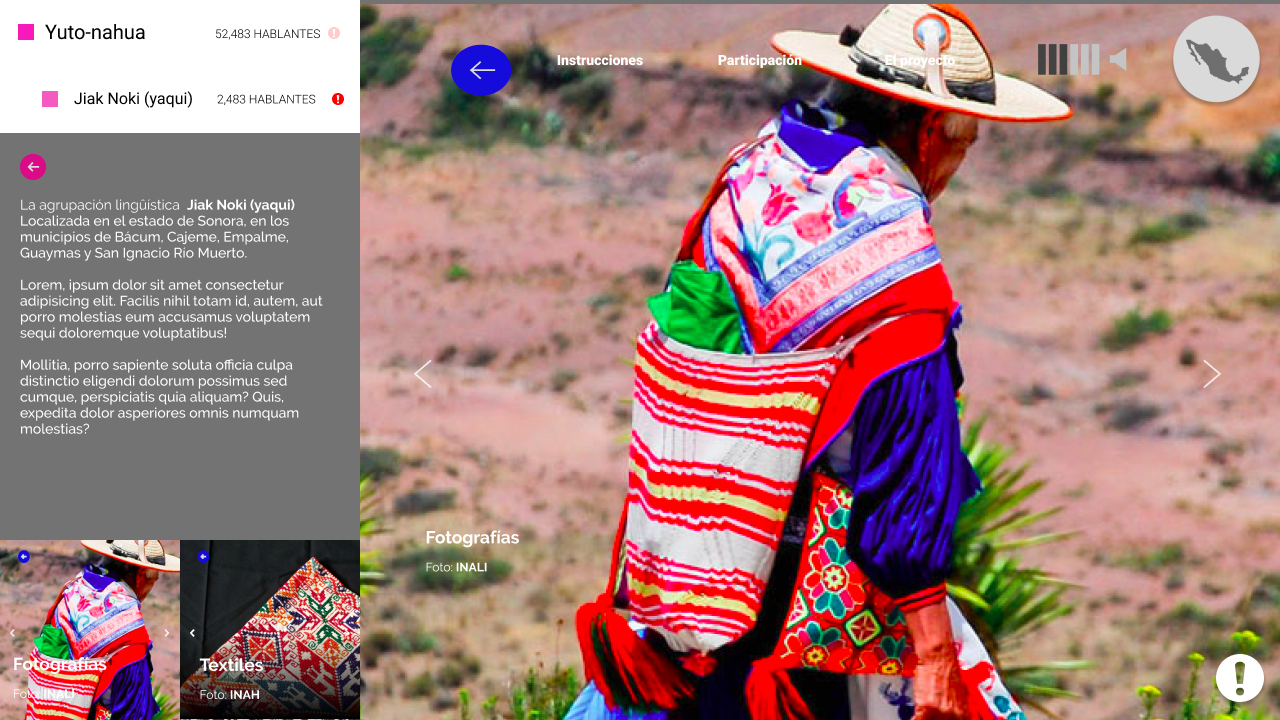 Yuto-nahua
52,483 HABLANTES
Jiak Noki (yaqui)
2,483 HABLANTES
La agrupación lingüística Jiak Noki (yaqui)
Localizada en el estado de Sonora, en los
municipios de Bácum, Cajeme, Empalme,
Guaymas y San Ignacio Río Muerto.
Lorem, ipsum dolor sit amet consectetur
adipisicing elit. Facilis nihil totam id, autem, aut
porro molestias eum accusamus voluptatem
sequi doloremque voluptatibus!
Mollitia, porro sapiente soluta officia culpa
distinctio eligendi dolorum possimus sed
cumque, perspiciatis quia aliquam? Quis,
expedita dolor asperiores omnis numquam
molestias?
Fotografías
Foto: INALI
Textiles
Foto: INAH
Instrucciones
Participación
El proyecto
Fotografias
Foto: INALI